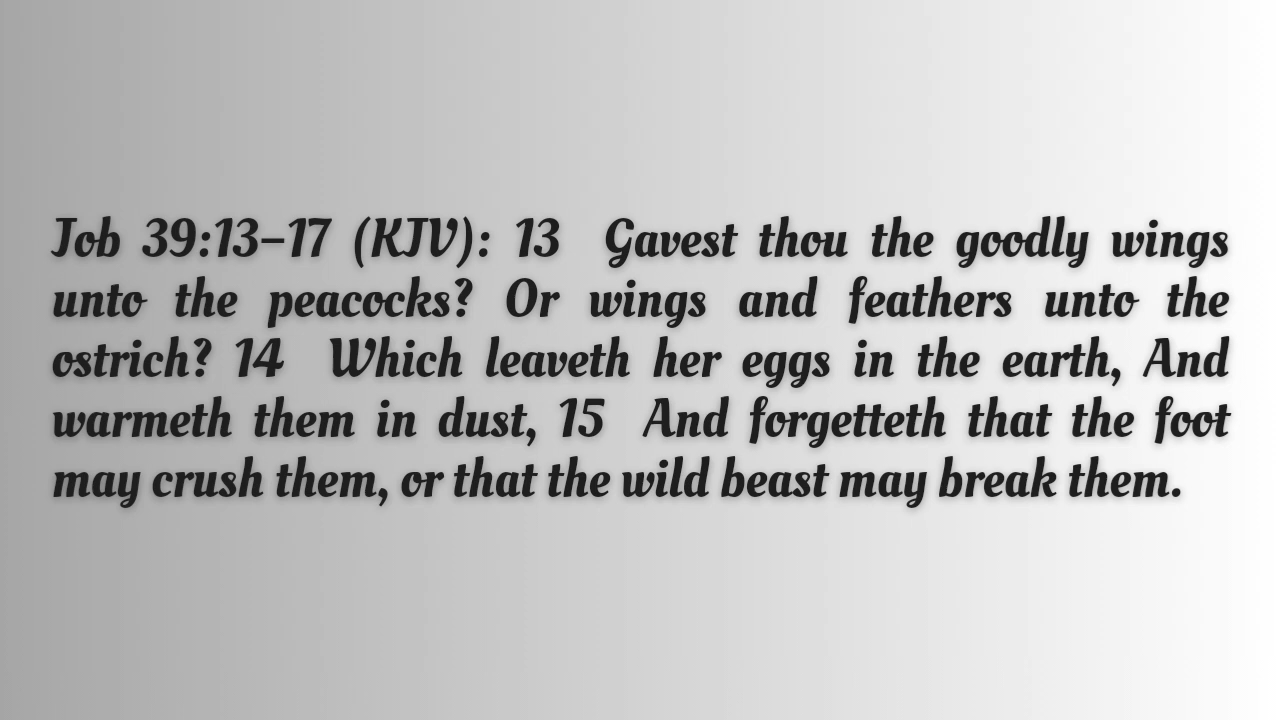 Job 39:13–17 (KJV): 13 Gavest thou the goodly wings
unto the peacocks? Or wings and feathers unto the
ostrich? 14 Which leaveth her eggs in the earth, And
warmeth them in dust, 15 And forgetteth that the foot
may crush them, or that the wild beast may break them.